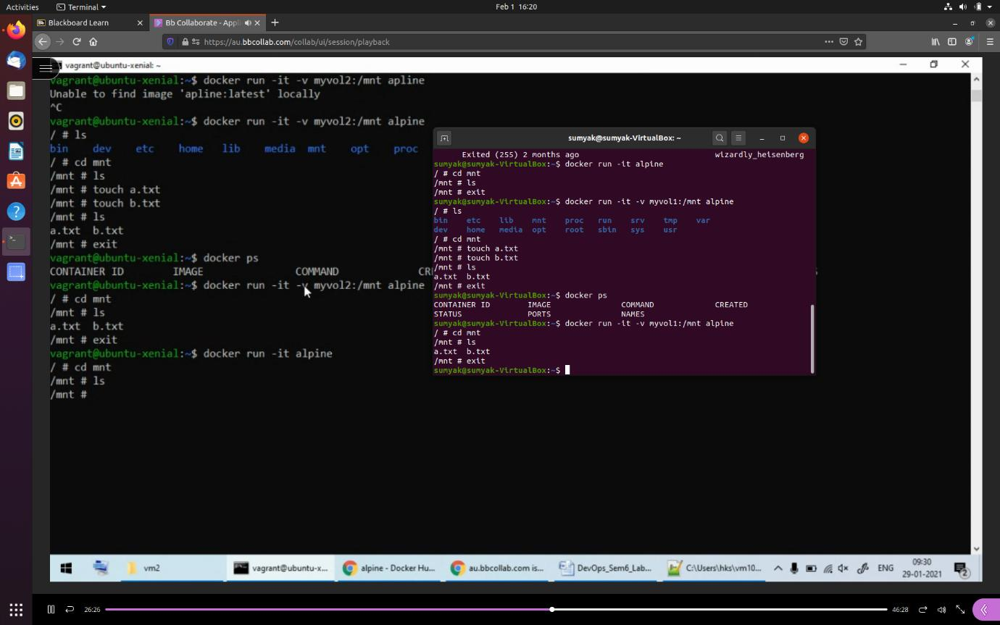 Activities
Terminal
Feb 1 16:20
Blackboard Learn
Bb Collaborate - Appli
https://au.bbcollab.com/collab/ui/session/playback
vagrant@ubuntu-xenial: ~
vagrant@ubuntu-xenial:~$ docker run -it -v myvol2:/mnt apline
Unable to find image 'apline:latest' locally
^C
vagrant@ubuntu-xenial:~$ docker run -it -v myvol2:/mnt alpine
/ # ls
bin dev etc home lib media mnt opt proc
/ # cd mnt
/mnt # ls
/mnt # touch a.txt
/mnt # touch b.txt
/mnt # ls
a.txt b.txt
/mnt # exit
vagrant@ubuntu-xenial:~$ docker ps
CONTAINER ID IMAGE COMMAND
vagrant@ubuntu-xenial:~$ docker run -it -v myvol2:/mnt alpine
/ # cd mnt
/mnt # ls
a.txt b.txt
/mnt # exit
vagrant@ubuntu-xenial:~$ docker run -it alpine
/ # cd mnt
/mnt # ls
/mnt #
sumyak@sumyak-VirtualBox: ~
Exited (255) 2 months ago wizardly_heisenberg
sumyak@sumyak-VirtualBox:~$ docker run -it alpine
/ # cd mnt
/mnt # ls
/mnt # exit
sumyak@sumyak-VirtualBox:~$ docker run -it -v myvol1:/mnt alpine
/ # ls
bin etc lib mnt proc run srv tmp var
dev home media opt root sbin sys usr
/ # cd mnt
/mnt # touch a.txt
/mnt # touch b.txt
/mnt # ls
a.txt b.txt
/mnt # exit
sumyak@sumyak-VirtualBox:~$ docker ps
CONTAINER ID IMAGE COMMAND CREATED
STATUS PORTS NAMES
sumyak@sumyak-VirtualBox:~$ docker run -it -v myvol1:/mnt alpine
/ # cd mnt
/mnt # ls
a.txt b.txt
/mnt # exit
sumyak@sumyak-VirtualBox:~$
vm2
vagrant@ubuntu-x...
alpine - Docker Hu...
au.bbcollab.com is...
DevOps_Sem6_Lab...
C:\Users\hks\vm10...
ENG
09:30
29-01-2021
2
26:26
46:28